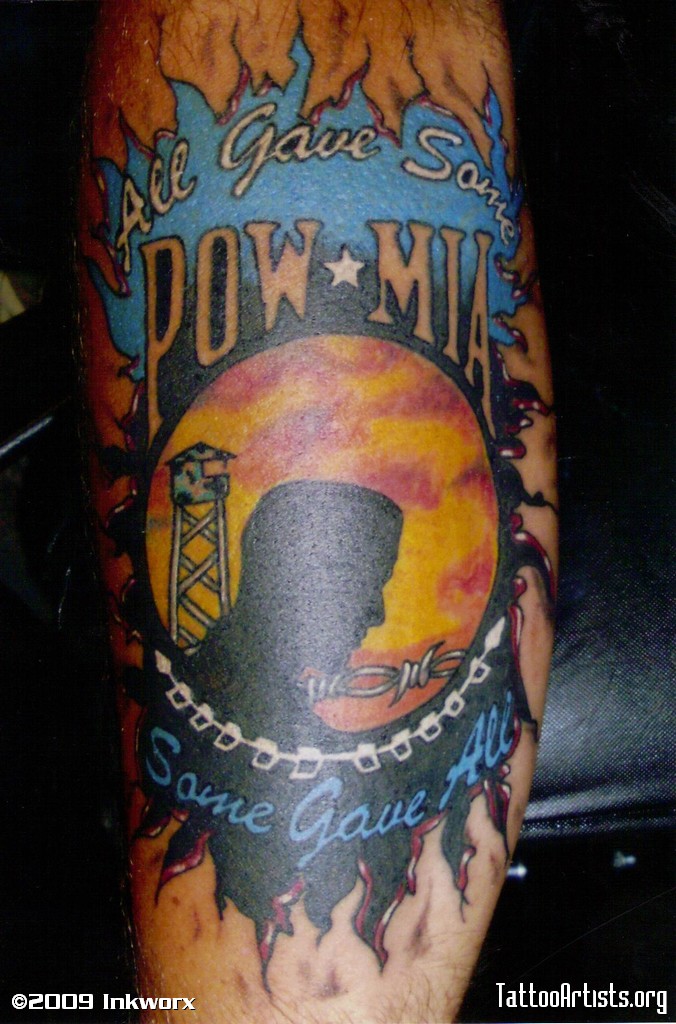 All Gave Some
POW ★ MIA
Some Gave All
©2009 Inkworx
TattooArtists.org